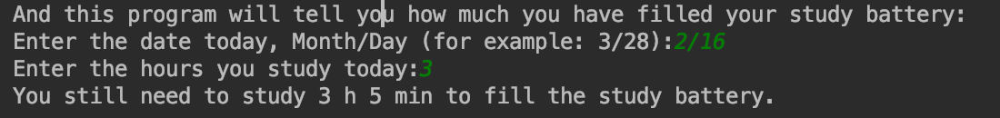 And this program will tell you how much you have filled your study battery:
Enter the date today, Month/Day (for example: 3/28):2/16
Enter the hours you study today:3
You still need to study 3 h 5 min to fill the study battery.